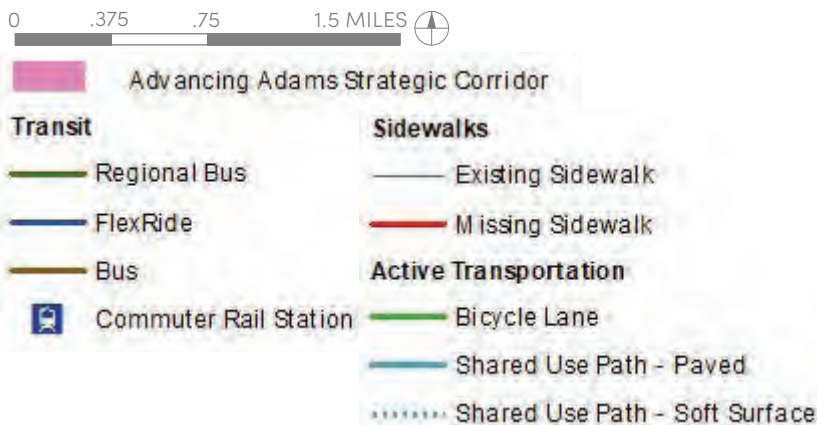 0 .375 .75 1.5 MILES
Advancing Adams Strategic Corridor
Transit
Regional Bus
FlexRide
Bus
Commuter Rail Station
Sidewalks
Existing Sidewalk
Missing Sidewalk
Active Transportation
Bicycle Lane
Shared Use Path - Paved
Shared Use Path - Soft Surface